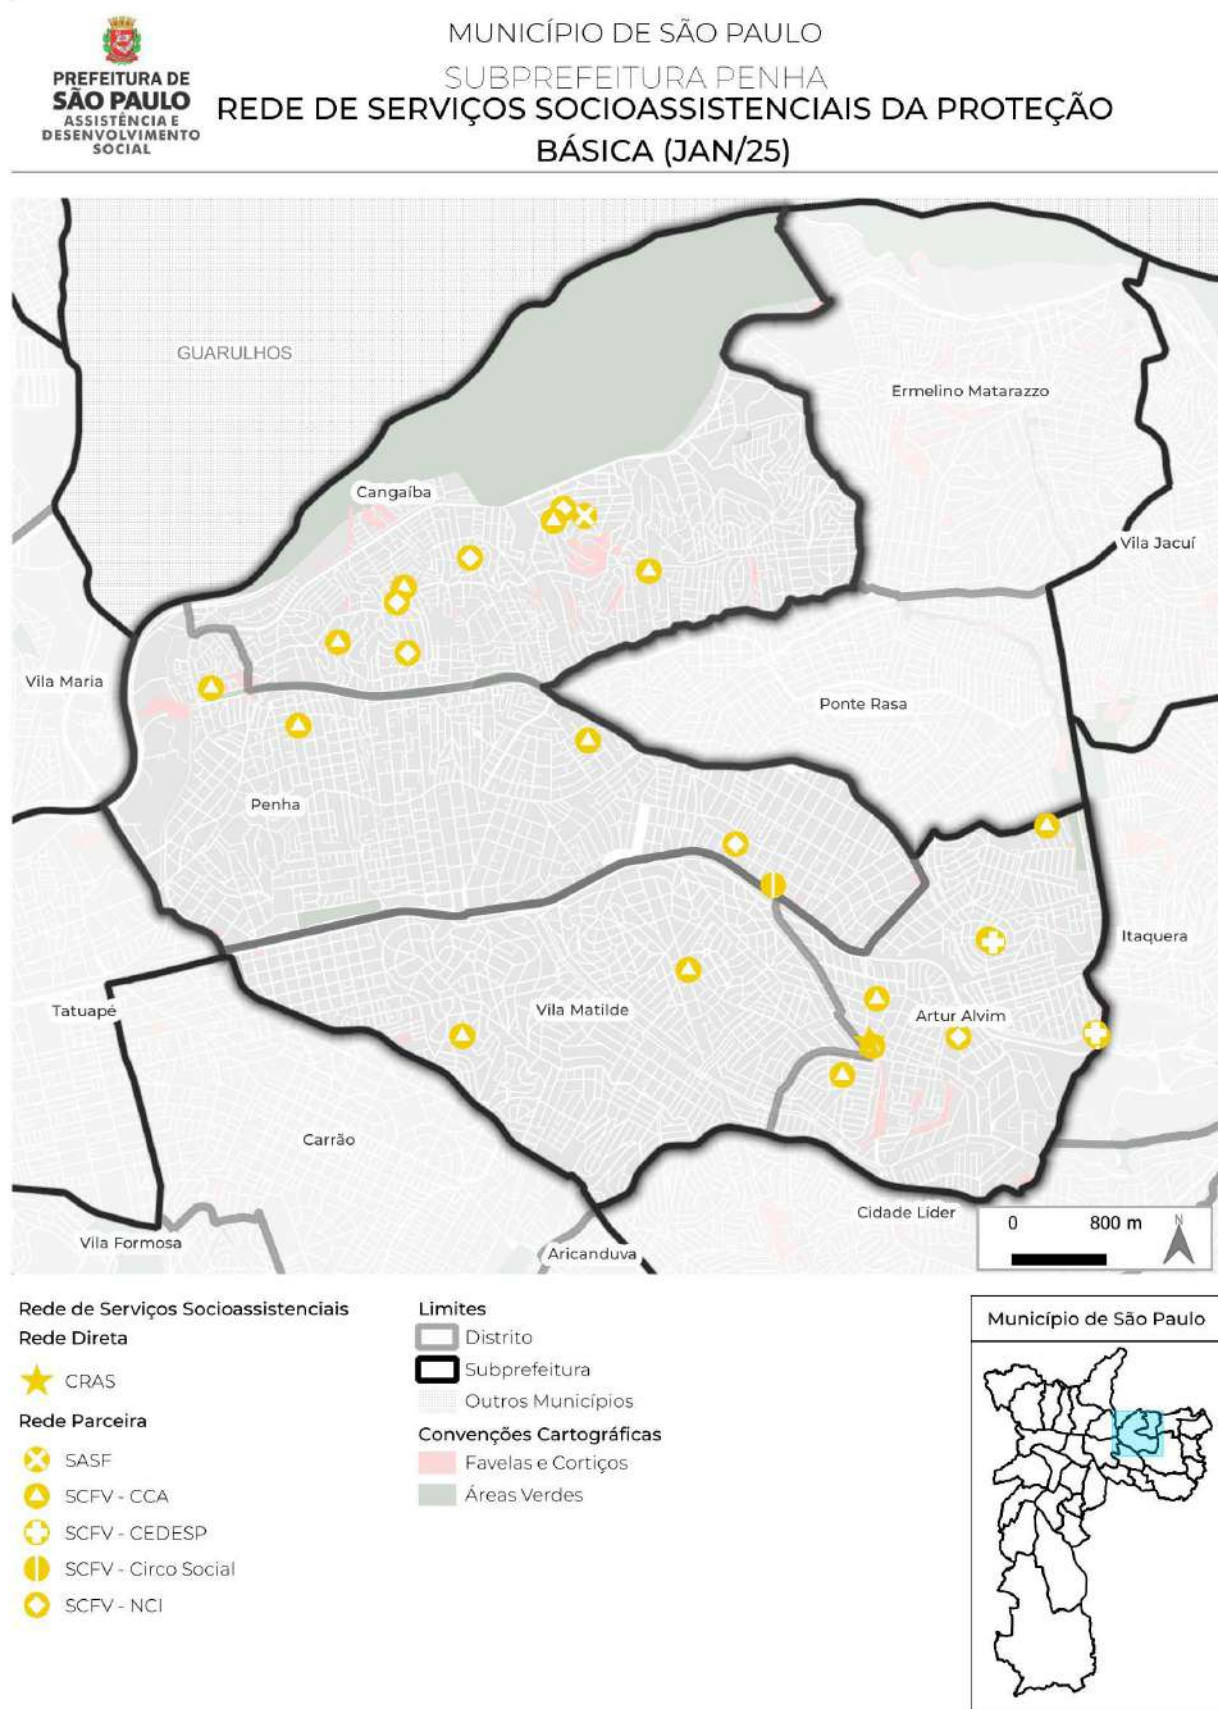 PREFEITURA DE
SÃO PAULO
ASSISTÊNCIA E
DESENVOLVIMENTO
SOCIAL
MUNICÍPIO DE SÃO PAULO
SUBPREFEITURA PENHA
REDE DE SERVIÇOS SOCIOASSISTENCIAIS DA PROTEÇÃO
BÁSICA (JAN/25)
GUARULHOS
Ermelino Matarazzo
Cangaíba
Vila Jacuí
Vila Maria
Ponte Rasa
Penha
Itaquera
Tatuapé
Vila Matilde
Artur Alvim
Carrão
Cidade Líder
Vila Formosa
Aricanduva
0 800 m
N
Rede de Serviços Socioassistenciais
Rede Direta
CRAS
Rede Parceira
SASF
SCFV - CCA
SCFV - CEDESP
SCFV - Circo Social
SCFV - NCI
Limites
Distrito
Subprefeitura
Outros Municípios
Convenções Cartográficas
Favelas e Cortiços
Áreas Verdes
Município de São Paulo